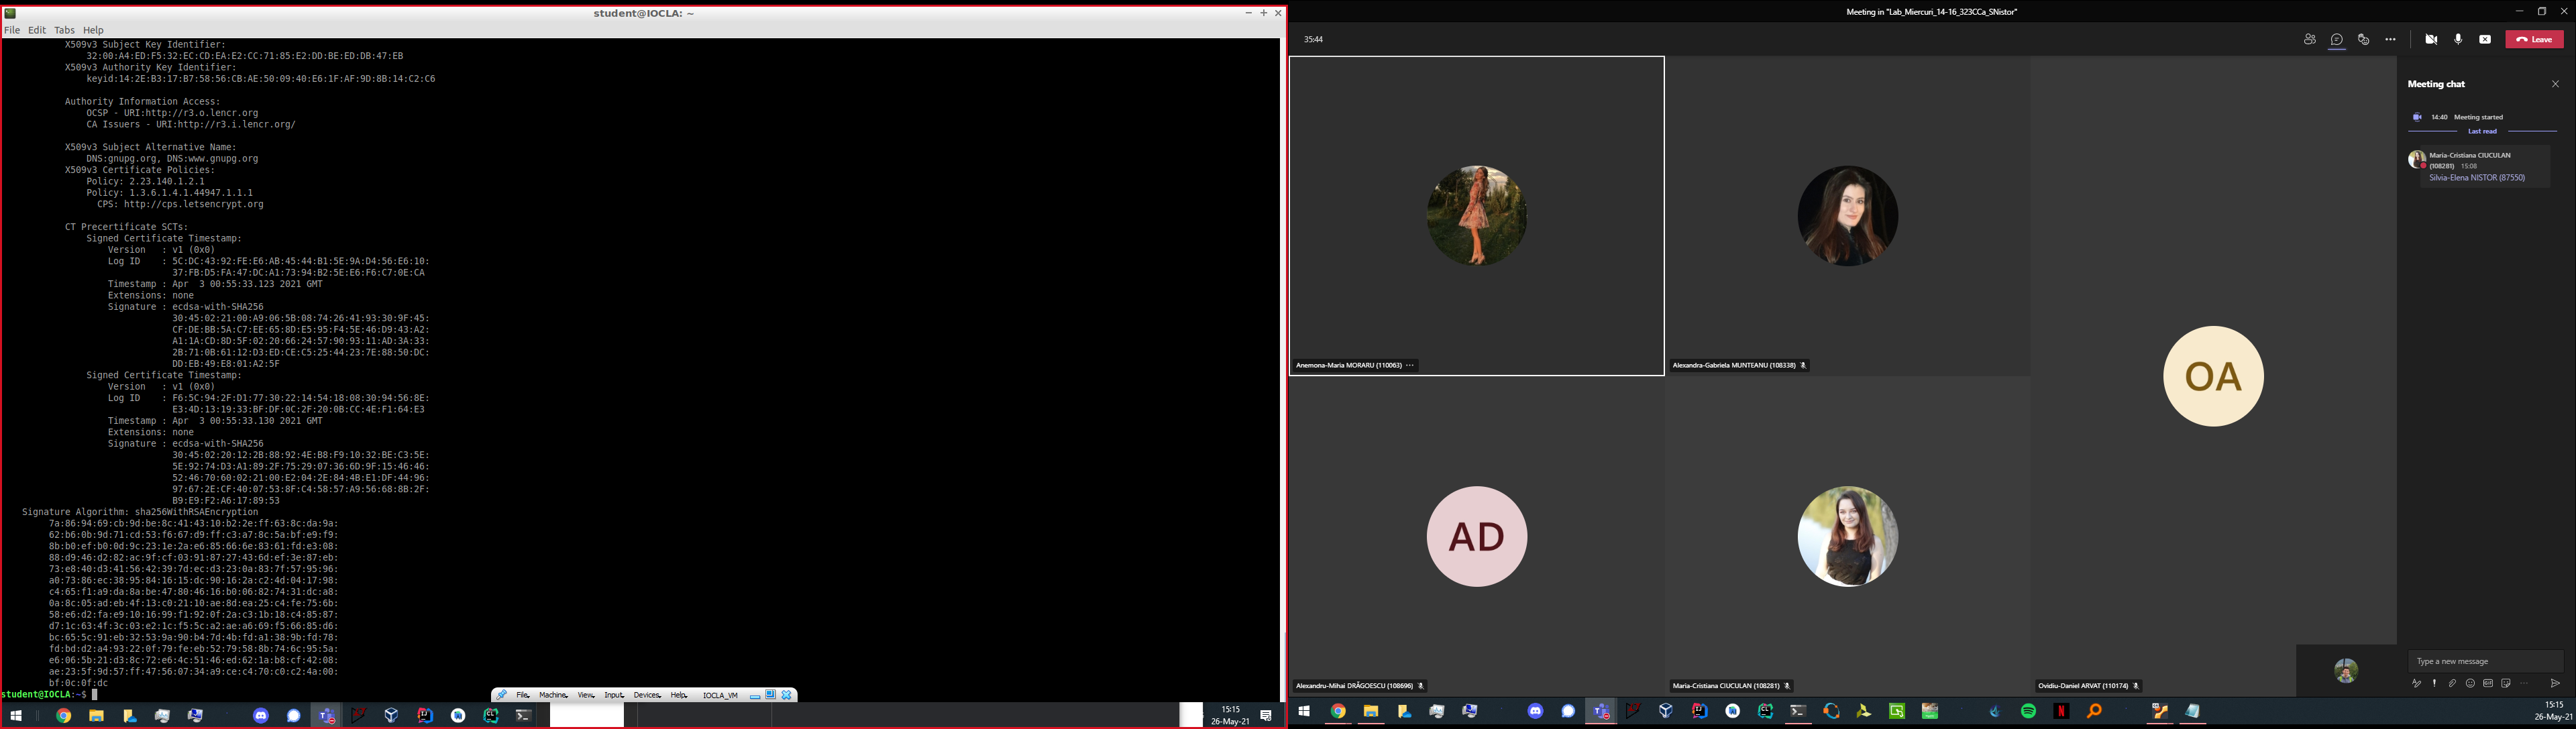 student@IOCLA: ~
File Edit Tabs Help
X509v3 Subject Key Identifier:
32:00:A4:ED:F5:32:EC:CD:EA:E2:CC:71:85:E2:DD:BE:ED:DB:47:EB
X509v3 Authority Key Identifier:
keyid:14:2E:B3:17:B7:58:56:CB:AE:50:09:40:E6:1F:AF:9D:8B:14:C2:C6
Authority Information Access:
OCSP - URI:http://r3.o.lencr.org
CA Issuers - URI:http://r3.i.lencr.org/
X509v3 Subject Alternative Name:
DNS:gnupg.org, DNS:www.gnupg.org
X509v3 Certificate Policies:
Policy: 2.23.140.1.2.1
Policy: 1.3.6.1.4.1.44947.1.1.1
CPS: http://cps.letsencrypt.org
CT Precertificate SCTs:
Signed Certificate Timestamp:
Version : v1 (0x0)
Log ID : 5C:DC:43:92:FE:E6:AB:45:44:B1:5E:9A:D4:56:E6:10:
37:FB:D5:FA:47:DC:A1:73:94:B2:5E:E6:F6:C7:0E:CA
Timestamp : Apr 3 00:55:33.123 2021 GMT
Extensions: none
Signature : ecdsa-with-SHA256
30:45:02:21:00:A9:06:5B:08:74:26:41:93:30:9F:45:
CF:DE:BB:5A:C7:EE:65:8D:E5:95:F4:5E:46:D9:43:A2:
A1:1A:CD:8D:5F:02:20:66:24:57:90:93:11:AD:3A:33:
2B:71:0B:61:12:D3:ED:CE:C5:25:44:23:7E:88:50:DC:
DD:EB:49:E8:01:A2:5F
Signed Certificate Timestamp:
Version : v1 (0x0)
Log ID : F6:5C:94:2F:D1:77:30:22:14:54:18:08:30:94:56:8E:
E3:4D:13:19:33:BF:DF:0C:2F:20:0B:CC:4E:F1:64:E3
Timestamp : Apr 3 00:55:33.130 2021 GMT
Extensions: none
Signature : ecdsa-with-SHA256
30:45:02:20:12:2B:88:92:4E:B8:F9:10:32:BE:C3:5E:
5E:92:74:D3:A1:89:2F:75:29:07:36:6D:9F:15:46:46:
52:46:70:60:02:21:00:E2:04:2E:84:4B:E1:DF:44:96:
97:67:2E:CF:40:07:53:8F:C4:58:57:A9:56:68:8B:2F:
B9:E9:F2:A6:17:89:53
Signature Algorithm: sha256WithRSAEncryption
7a:86:94:69:cb:9d:be:8c:41:43:10:b2:2e:ff:63:8c:da:9a:
62:b6:0b:9d:71:cd:53:f6:67:d9:ff:c3:a7:8c:5a:bf:e9:f9:
8b:b0:ef:b0:0d:9c:23:1e:2a:e6:85:66:6e:83:61:fd:e3:08:
88:d9:46:d2:82:ac:9f:cf:03:91:87:27:43:6d:ef:3e:87:eb:
73:e8:40:d3:41:56:42:39:7d:ec:d3:23:0a:83:7f:57:95:96:
a0:73:86:ec:38:95:84:16:15:dc:90:16:2a:c2:4d:04:17:98:
c4:65:f1:a9:da:8a:be:47:80:46:16:b0:06:82:74:31:dc:a8:
0a:8c:05:ad:eb:4f:13:c0:21:10:ae:8d:ea:25:c4:fe:75:6b:
58:e6:d2:fa:e9:10:16:99:f1:92:0f:2a:c3:1b:18:c4:85:87:
d7:1c:63:4f:3c:03:e2:1c:f5:5c:a2:ae:a6:69:f5:66:85:d6:
bc:65:5c:91:eb:32:53:9a:90:b4:7d:4b:fd:a1:38:9b:fd:78:
fd:bd:d2:a4:93:22:0f:79:fe:eb:52:79:58:8b:74:6c:95:5a:
e6:06:5b:21:d3:8c:72:e6:4c:51:46:ed:62:1a:b8:cf:42:08:
ae:23:5f:9d:57:ff:47:56:07:34:a9:ce:c4:70:c0:c2:4a:00:
bf:0c:0f:dc
student@IOCLA:~$
File Machine View Input Devices Help IOCLA_VM
15:15
26-May-21
Meeting in "Lab_Miercuri_14-16_323CCa_SNistor"
35:44
Leave
Anemona-Maria MORARU (110063)
Alexandra-Gabriela MUNTEANU (108338)
OA
AD
Alexandru-Mihai DRĂGOESCU (108696)
Maria-Cristiana CIUCULAN (108281)
Ovidiu-Daniel ARVAT (110174)
Meeting chat
14:40 Meeting started
Last read
Maria-Cristiana CIUCULAN
(108281) 15:08
Silvia-Elena NISTOR (87550)
Type a new message
15:15
26-May-21